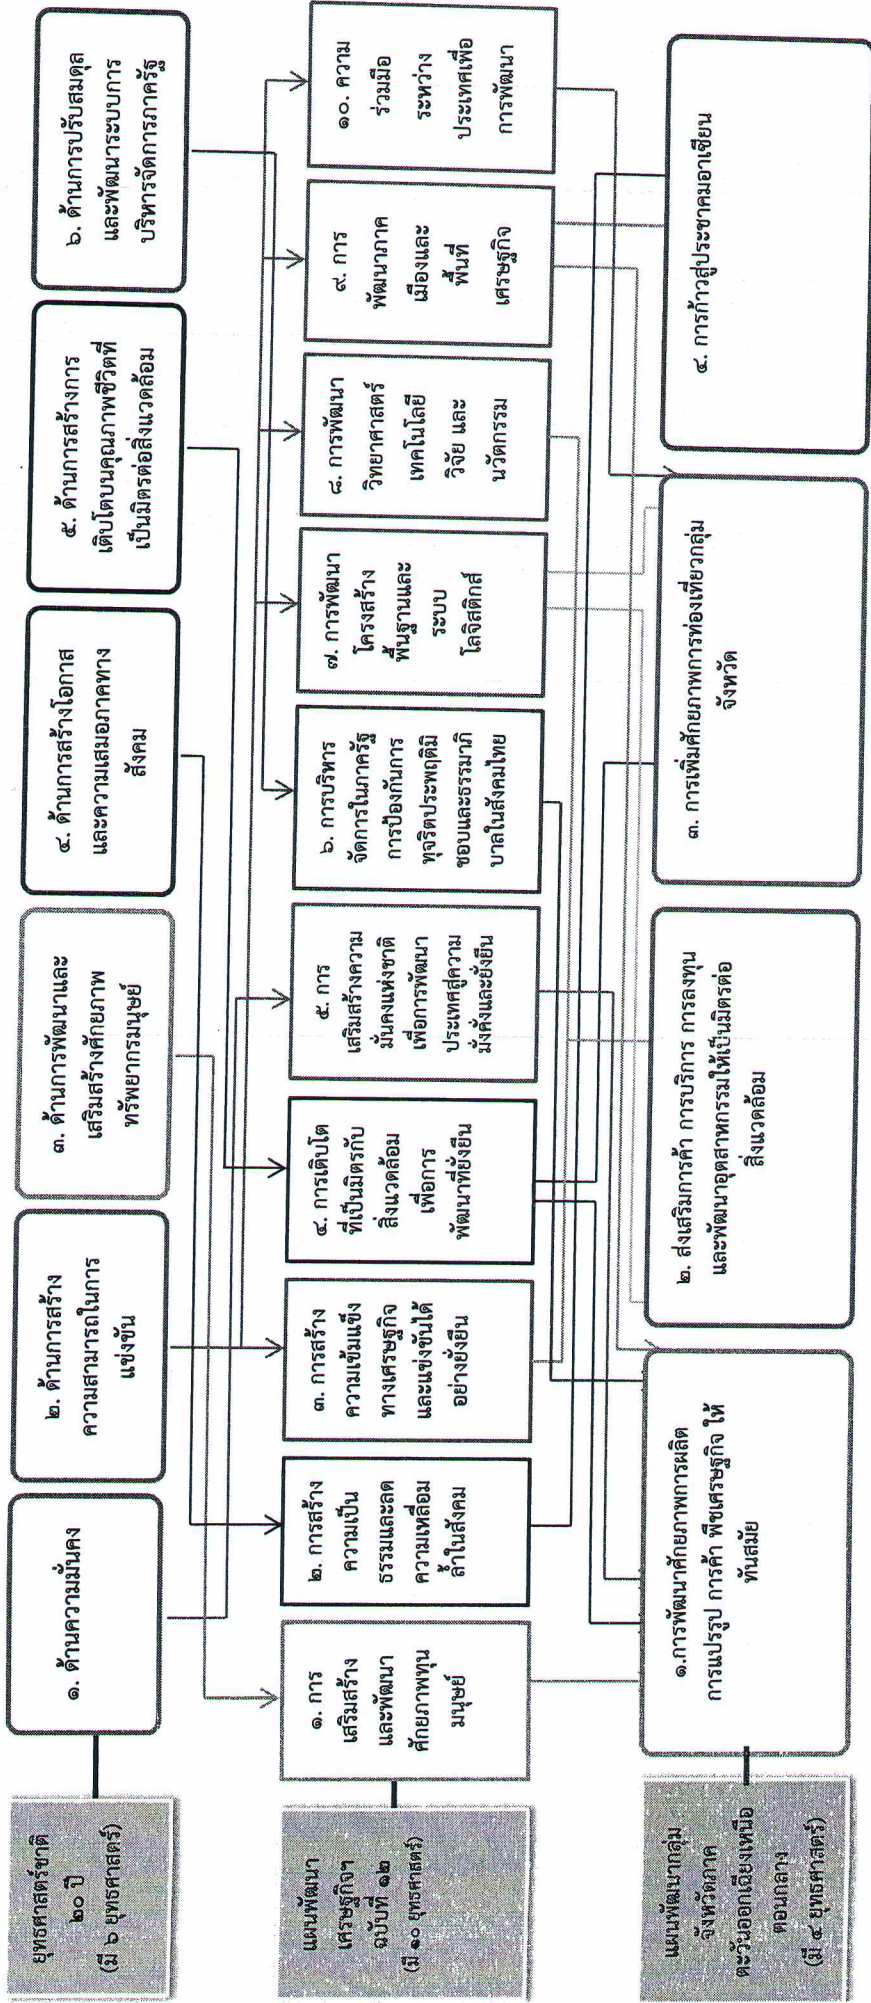 ยุทธศาสตร์ชาติ
๒๐ ปี
(มี ๖ ยุทธศาสตร์)
๑. ด้านความมั่นคง
๒. ด้านการสร้าง
ความสามารถในการ
แข่งขัน
๓. ด้านการพัฒนาและ
เสริมสร้างศักยภาพ
ทรัพยากรมนุษย์
๔. ด้านการสร้างโอกาส
และความเสมอภาคทาง
สังคม
๕. ด้านการสร้างการ
เติบโตบนคุณภาพชีวิตที่
เป็นมิตรต่อสิ่งแวดล้อม
๖. ด้านการปรับสมดุล
และพัฒนาระบบการ
บริหารจัดการภาครัฐ
แผนพัฒนา
เศรษฐกิจฯ
ฉบับที่ ๑๒
(มี ๑๐ ยุทธศาสตร์)
๑. การ
เสริมสร้าง
และพัฒนา
ศักยภาพทุน
มนุษย์
๒. การสร้าง
ความเป็น
ธรรมและลด
ความเหลื่อม
ล้ำในสังคม
๓. การสร้าง
ความเข้มแข็ง
ทางเศรษฐกิจ
และแข่งขันได้
อย่างยั่งยืน
๔. การเติบโต
ที่เป็นมิตรกับ
สิ่งแวดล้อม
เพื่อการ
พัฒนาที่ยั่งยืน
๕. การ
เสริมสร้างความ
มั่นคงแห่งชาติ
เพื่อการพัฒนา
ประเทศสู่ความ
มั่งคั่งและยั่งยืน
๖. การบริหาร
จัดการในภาครัฐ
การป้องกันการ
ทุจริตประพฤติมิ
ชอบและธรรมาภิ
บาลในสังคมไทย
๗. การพัฒนา
โครงสร้าง
พื้นฐานและ
ระบบ
โลจิสติกส์
๘. การพัฒนา
วิทยาศาสตร์
เทคโนโลยี
วิจัย และ
นวัตกรรม
๙. การ
พัฒนาภาค
เมืองและ
พื้นที่
เศรษฐกิจ
๑๐. ความ
ร่วมมือ
ระหว่าง
ประเทศเพื่อ
การพัฒนา
แผนพัฒนากลุ่ม
จังหวัดภาค
ตะวันออกเฉียงเหนือ
ตอนกลาง
(มี ๔ ยุทธศาสตร์)
๑.การพัฒนาศักยภาพการผลิต
การแปรรูป การค้า พืชเศรษฐกิจ ให้
ทันสมัย
๒. ส่งเสริมการค้า การบริการ การลงทุน
และพัฒนาอุตสาหกรรมให้เป็นมิตรต่อ
สิ่งแวดล้อม
๓. การเพิ่มศักยภาพการท่องเที่ยวกลุ่ม
จังหวัด
๔. การก้าวสู่ประชาคมอาเซียน